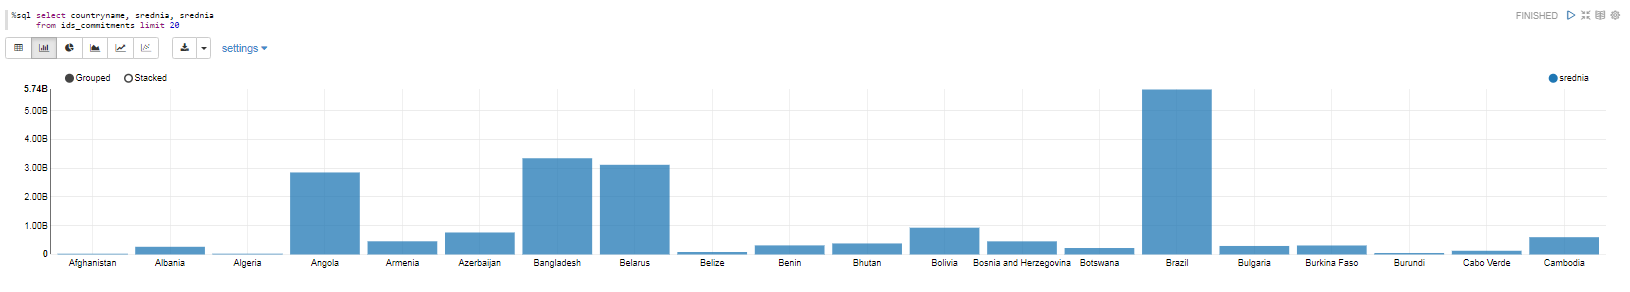 %sql select countryname, srednia, srednia
from ids_commitments limit 20
FINISHED
settings
Grouped Stacked
srednia
5.74B
5.00B
4.00B
3.00B
2.00B
1.00B
0
Afghanistan Albania Algeria Angola Armenia Azerbaijan Bangladesh Belarus Belize Benin Bhutan Bolivia Bosnia and Herzegovina Botswana Brazil Bulgaria Burkina Faso Burundi Cabo Verde Cambodia